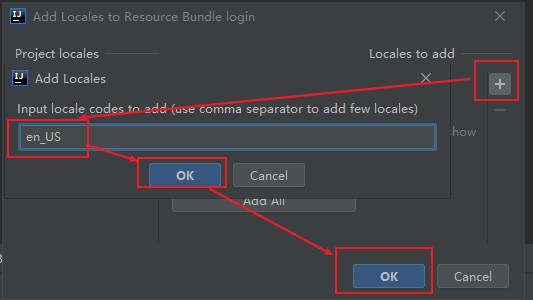 Add Locales to Resource Bundle login
Project locales
Locales to add
Add Locales
Input locale codes to add (use comma separator to add few locales)
en_US
show
OK
Cancel
Add All
OK
Cancel